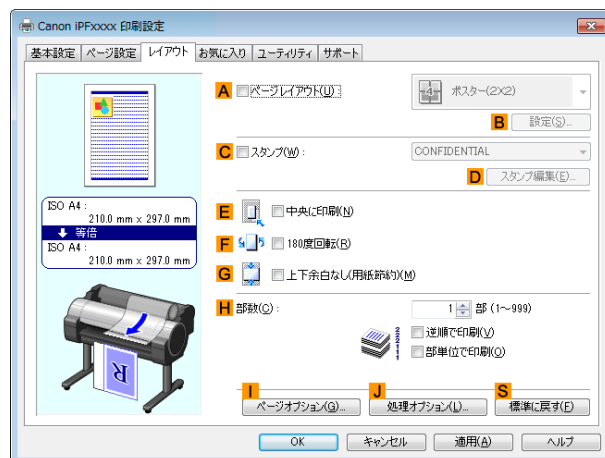 Canon iPFxxxx 印刷設定
基本設定 ページ設定 レイアウト お気に入り ユーティリティ サポート
A ページレイアウト(U) :
4 ポスター(2X2)
B 設定(S)...
C スタンプ(W) :
CONFIDENTIAL
D スタンプ編集(E)...
ISO A4 :
210.0 mm x 297.0 mm
等倍
ISO A4 :
210.0 mm x 297.0 mm
E 中央に印刷(N)
F 180度回転(R)
G 上下余白なし(用紙節約)(M)
H 部数(C) :
1 部 (1~999)
逆順で印刷(V)
部単位で印刷(O)
R
I J S
ページオプション(G)... 処理オプション(L)... 標準に戻す(F)
OK キャンセル 適用(A) ヘルプ